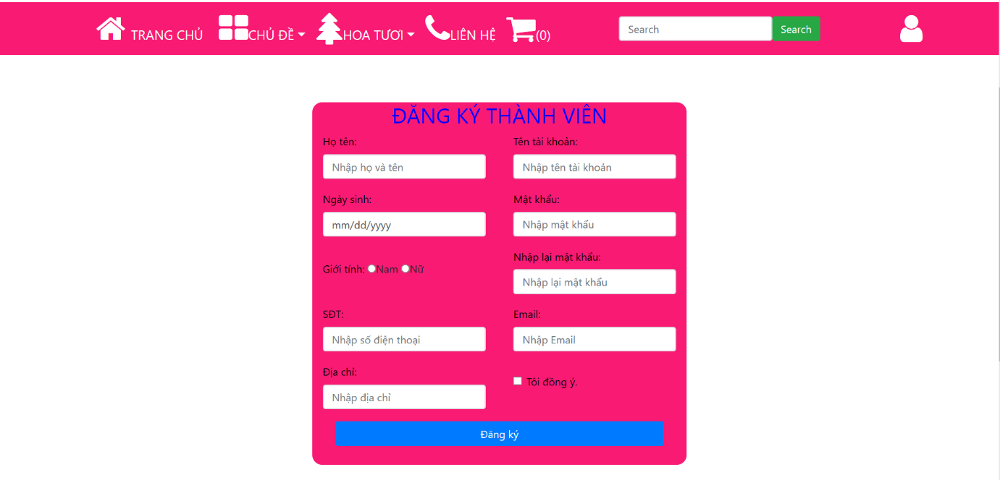 TRANG CHỦ CHỦ ĐỀ HOA TƯƠI LIÊN HỆ (0) Search Search
ĐĂNG KÝ THÀNH VIÊN
Họ tên: Tên tài khoản:
Nhập họ và tên Nhập tên tài khoản
Ngày sinh: Mật khẩu:
mm/dd/yyyy Nhập mật khẩu
Nhập lại mật khẩu:
Giới tính: Nam Nữ
Nhập lại mật khẩu
SĐT: Email:
Nhập số điện thoại Nhập Email
Địa chỉ:
Tôi đồng ý.
Nhập địa chỉ
Đăng ký